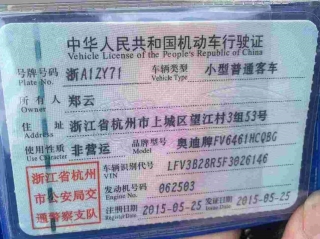 中华人民共和国机动车行驶证
Vehicle License of the People's Republic of China
号牌号码 浙A1ZY71 车辆类型 小型普通客车
Plate No. Vehicle Type
所有人 郑云
Owner
住址 浙江省杭州市上城区望江村3组53号
Address
使用性质 非营运 品牌型号 奥迪牌FV6461HCQBG
Use Character Model
浙江省杭州市公安局交通警察支队
车辆识别代号 LFV3B28R5F3026146
VIN
发动机号码 062503
Engine No.
注册日期 2015-05-25 发证日期 2015-05-25
Register Date Issue Date